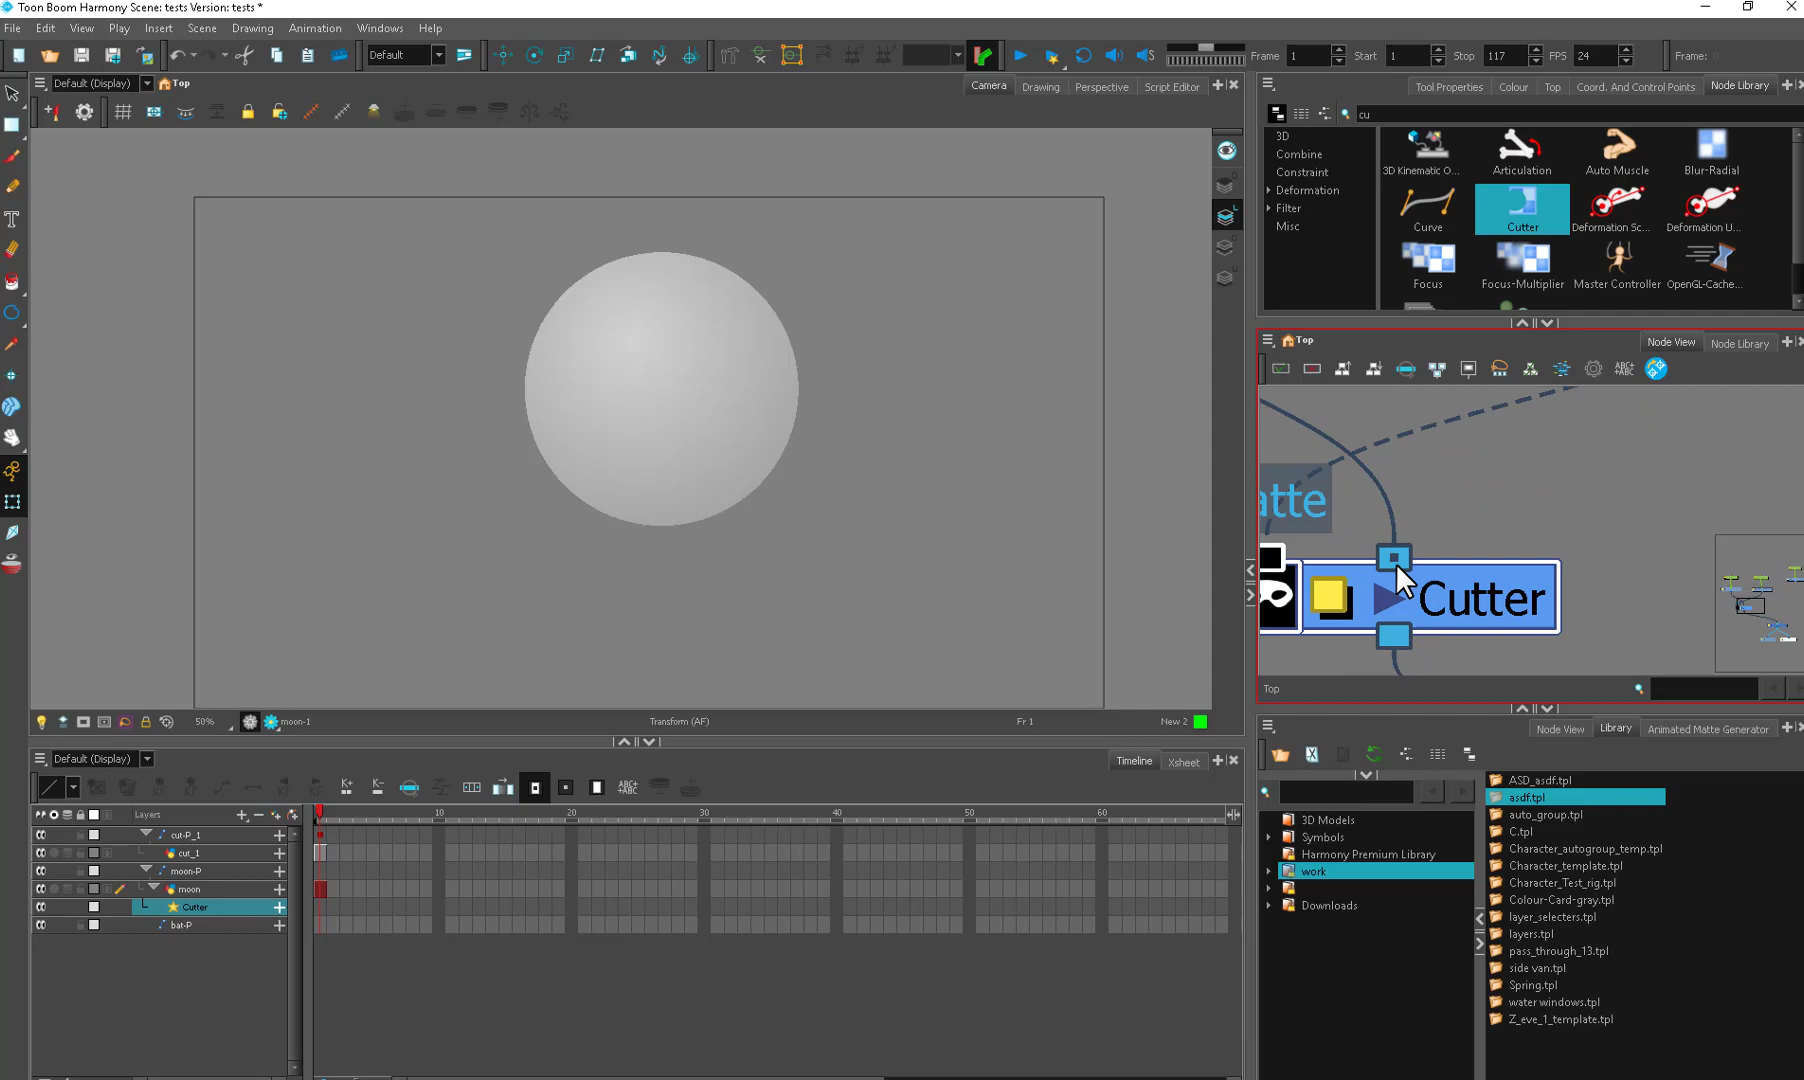 Toon Boom Harmony Scene: tests Version: tests *
File Edit View Play Insert Scene Drawing Animation Windows Help
Default Frame 1 Start 1 Stop 117 FPS 24 Frame: 0
Default (Display) Top Camera Drawing Perspective Script Editor
Tool Properties Colour Top Coord. And Control Points Node Library
cu
3D
Combine
Constraint
Deformation
Filter
Misc
3D Kinematic O... Articulation Auto Muscle Blur-Radial
Curve Cutter Deformation Sc... Deformation U...
Focus Focus-Multiplier Master Controller OpenGL-Cache...
Top Node View Node Library
ABC+ ABC
atte
Cutter
Top
50% moon-1 Transform (AF) Fr 1 New 2
Default (Display) Timeline Xsheet
K+ K- ABC+ ABC
Layers 10 20 30 40 50 60
cut-P_1
cut_1
moon-P
moon
Cutter
bat-P
Node View Library Animated Matte Generator
3D Models
Symbols
Harmony Premium Library
work
Downloads
ASD_asdf.tpl
asdf.tpl
auto_group.tpl
C.tpl
Character_autogroup_temp.tpl
Character_template.tpl
Character_Test_rig.tpl
Colour-Card-gray.tpl
layer_selecters.tpl
layers.tpl
pass_through_13.tpl
side van.tpl
Spring.tpl
water windows.tpl
Z_eve_1_template.tpl